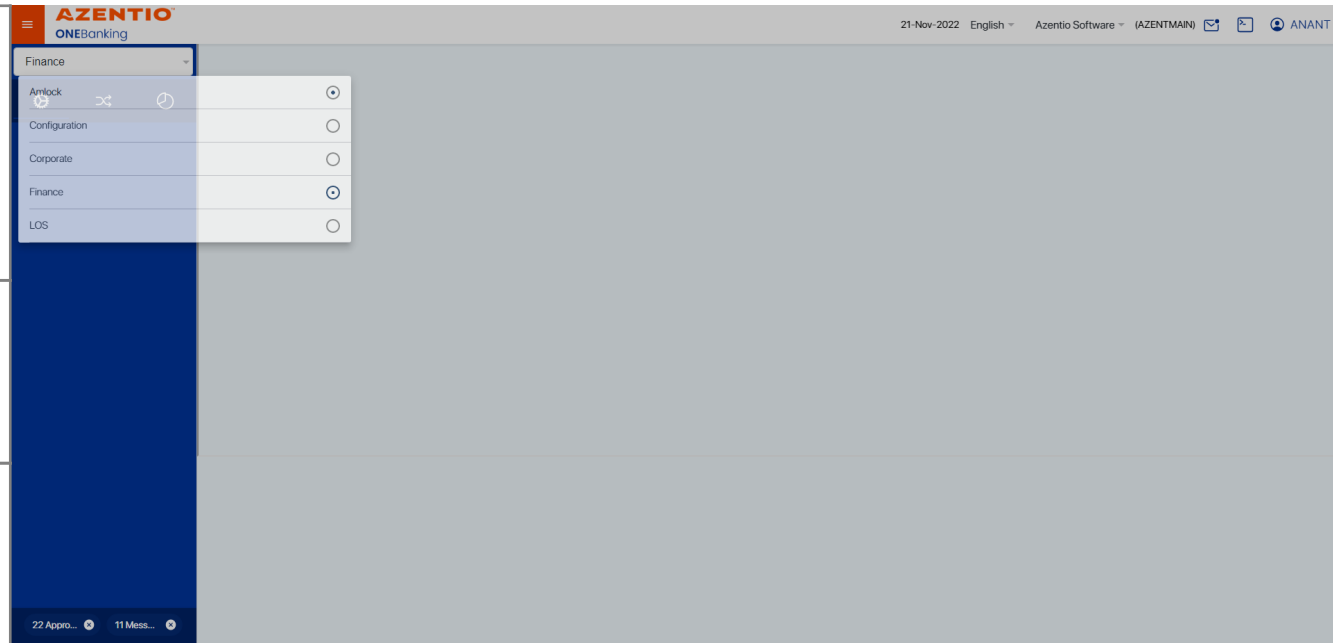 AZENTIO™
ONEBanking
21-Nov-2022 English Azentio Software (AZENTMAIN) ANANT
Finance
Amlock
Configuration
Corporate
Finance
LOS
22 Appro... 11 Mess...